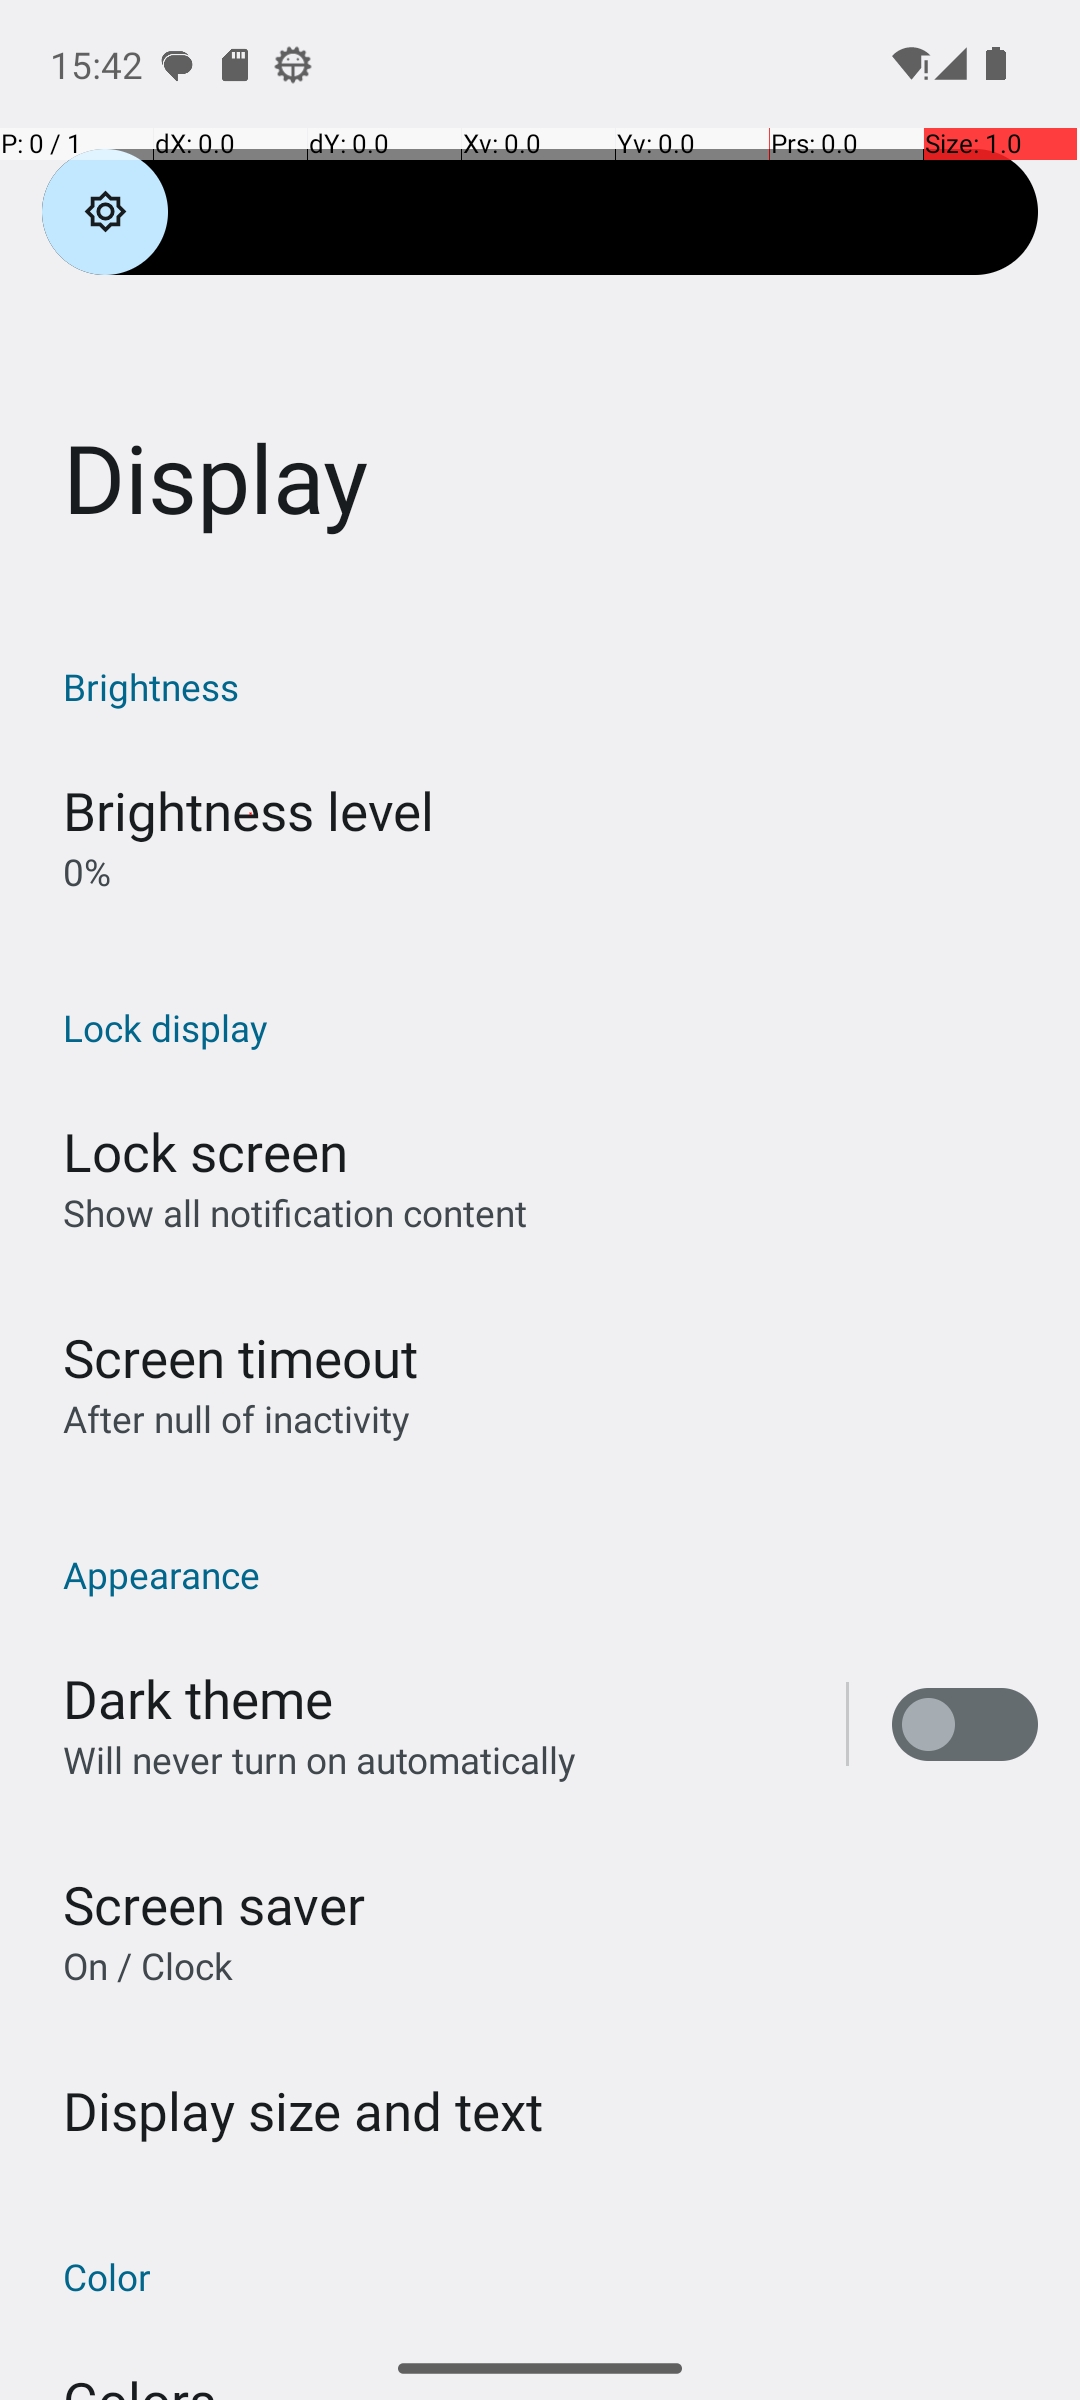 15:42
P: 0 / 1 dX: 0.0 dY: 0.0 Xv: 0.0 Yv: 0.0 Prs: 0.0 Size: 1.0
Display
Brightness
Brightness level
0%
Lock display
Lock screen
Show all notification content
Screen timeout
After null of inactivity
Appearance
Dark theme
Will never turn on automatically
Screen saver
On / Clock
Display size and text
Color
Colors